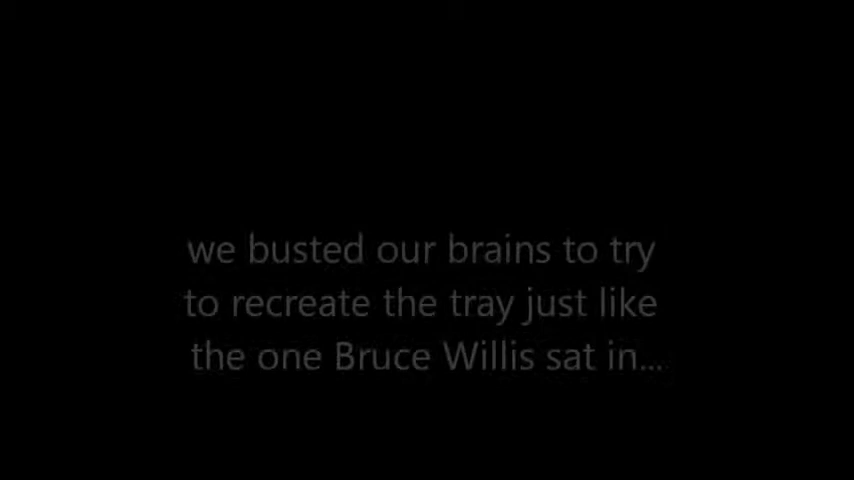 we busted our brains to try
to recreate the tray just like
the one Bruce Willis sat in...